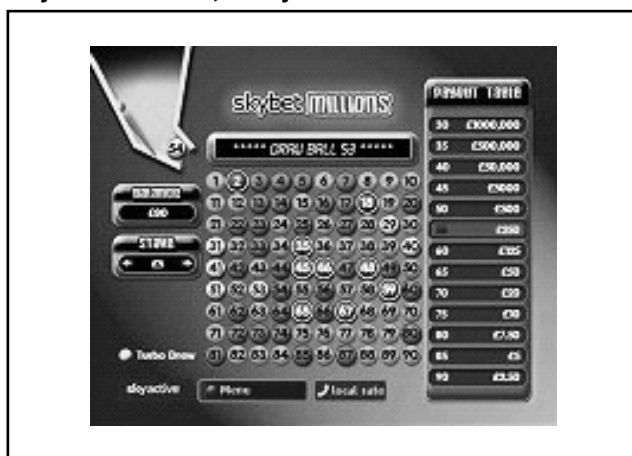 skybet MILLIONS
***** DRAW BALL 53 *****
54
£90
STAKE
PAYOUT TABLE
30 £1000,000
35 £500,000
40 £50,000
45 £5000
50 £500
£250
60 £125
65 £50
70 £20
75 £10
80 £7.50
85 £5
90 £2.50
1 2 3 4 5 6 7 8 9 10
11 12 13 14 15 16 17 18 19 20
21 22 23 24 25 26 27 28 29 30
31 32 33 34 35 36 37 38 39 40
41 42 43 44 45 46 47 48 49 50
51 52 53 54 55 56 57 58 59 60
61 62 63 64 65 66 67 68 69 70
71 72 73 74 75 76 77 78 79 80
81 82 83 84 85 86 87 88 89 90
Turbo Draw
skyactive
Menu
local rate